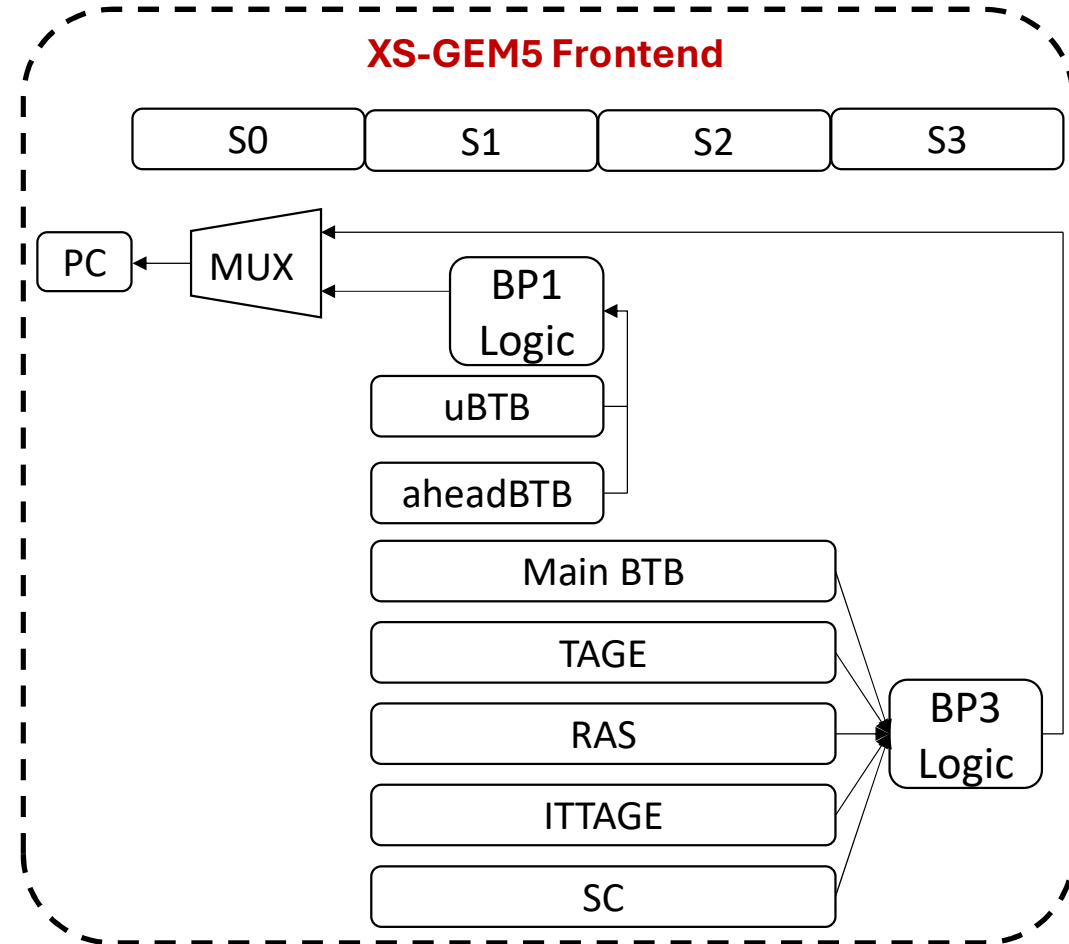 XS-GEM5 Frontend
S0
S1
S2
S3
PC
MUX
BP1
Logic
uBTB
aheadBTB
Main BTB
TAGE
RAS
ITTAGE
SC
BP3
Logic